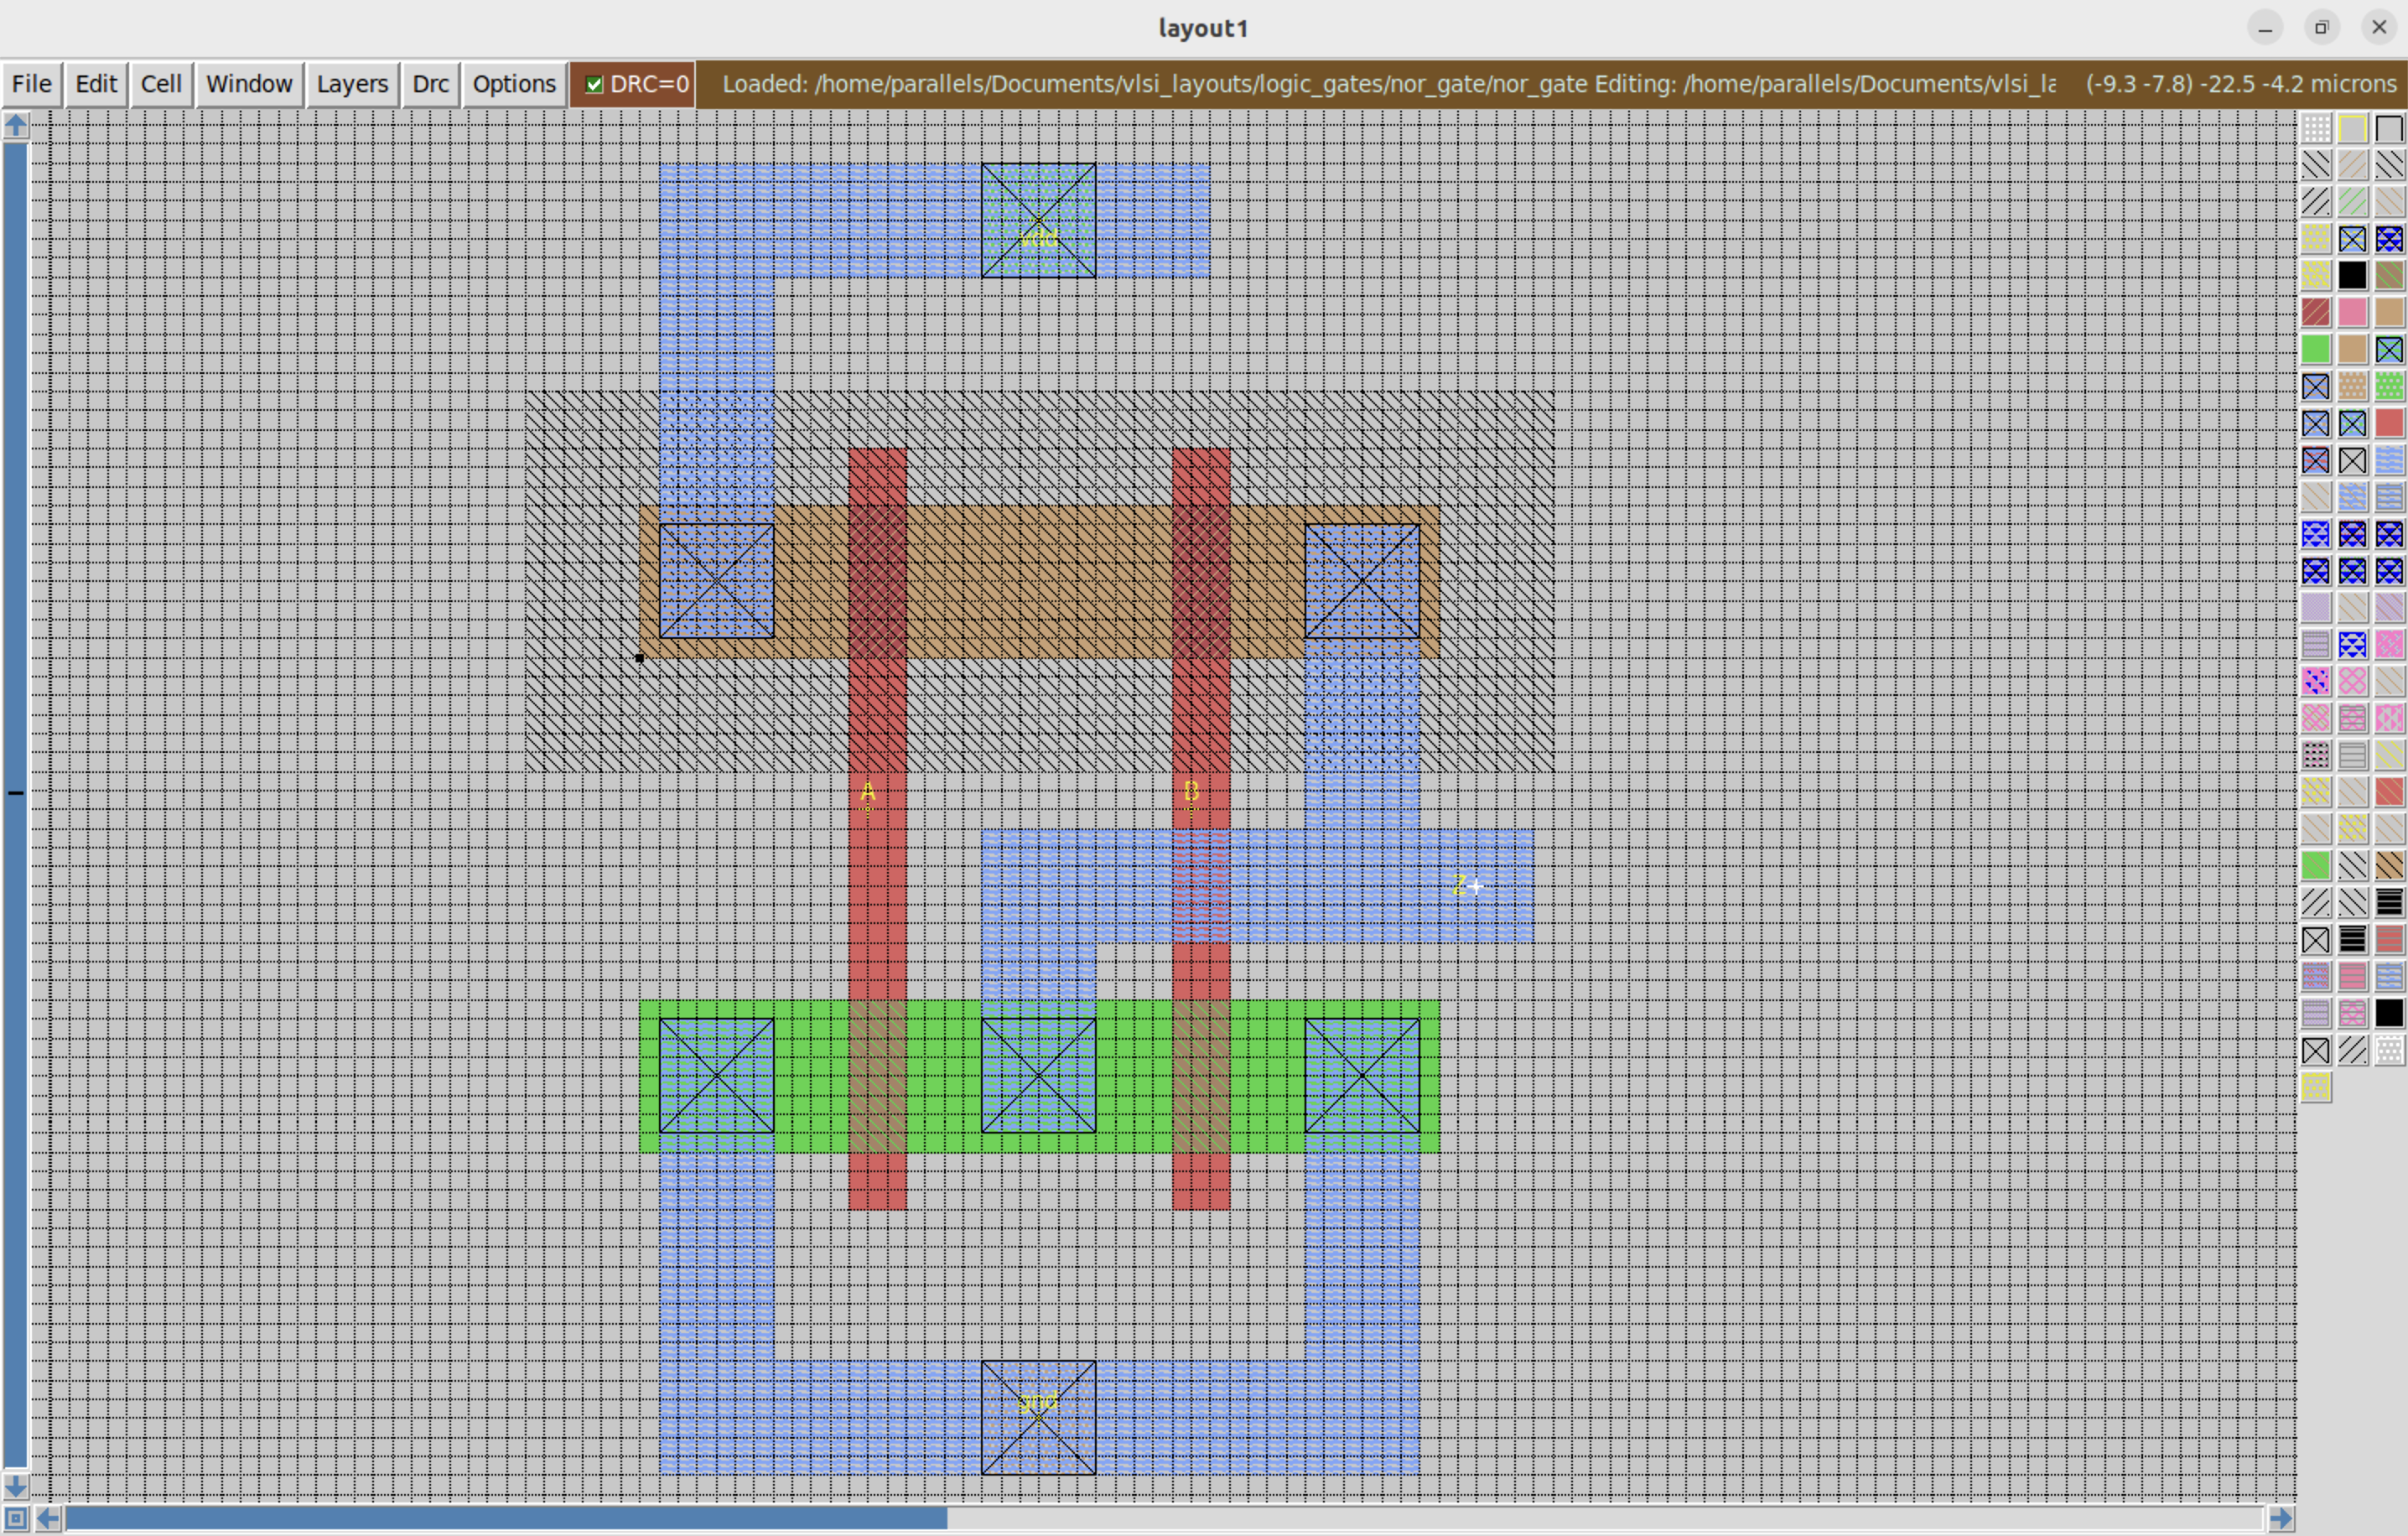 layout1
File Edit Cell Window Layers Drc Options DRC=0 Loaded: /home/parallels/Documents/vlsi_layouts/logic_gates/nor_gate/nor_gate Editing: /home/parallels/Documents/vlsi_la (-9.3 -7.8) -22.5 -4.2 microns
vdd
A B
Z
gnd